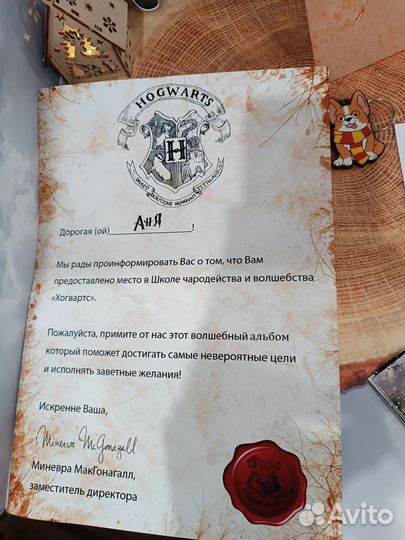 HOGWARTS
H
Дорогая (ой) Аня !
Мы рады проинформировать Вас о том, что Вам
предоставлено место в Школе чародейства и волшебства
«Хогвартс».
Пожалуйста, примите от нас этот волшебный альбом
который поможет достигать самые невероятные цели
и исполнять заветные желания!
Искренне Ваша,
Minerva McGonagall
Миневра МакГонагалл,
заместитель директора
Avito